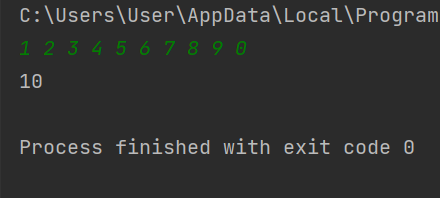 C:\Users\User\AppData\Local\Program
1 2 3 4 5 6 7 8 9 0
10
Process finished with exit code 0